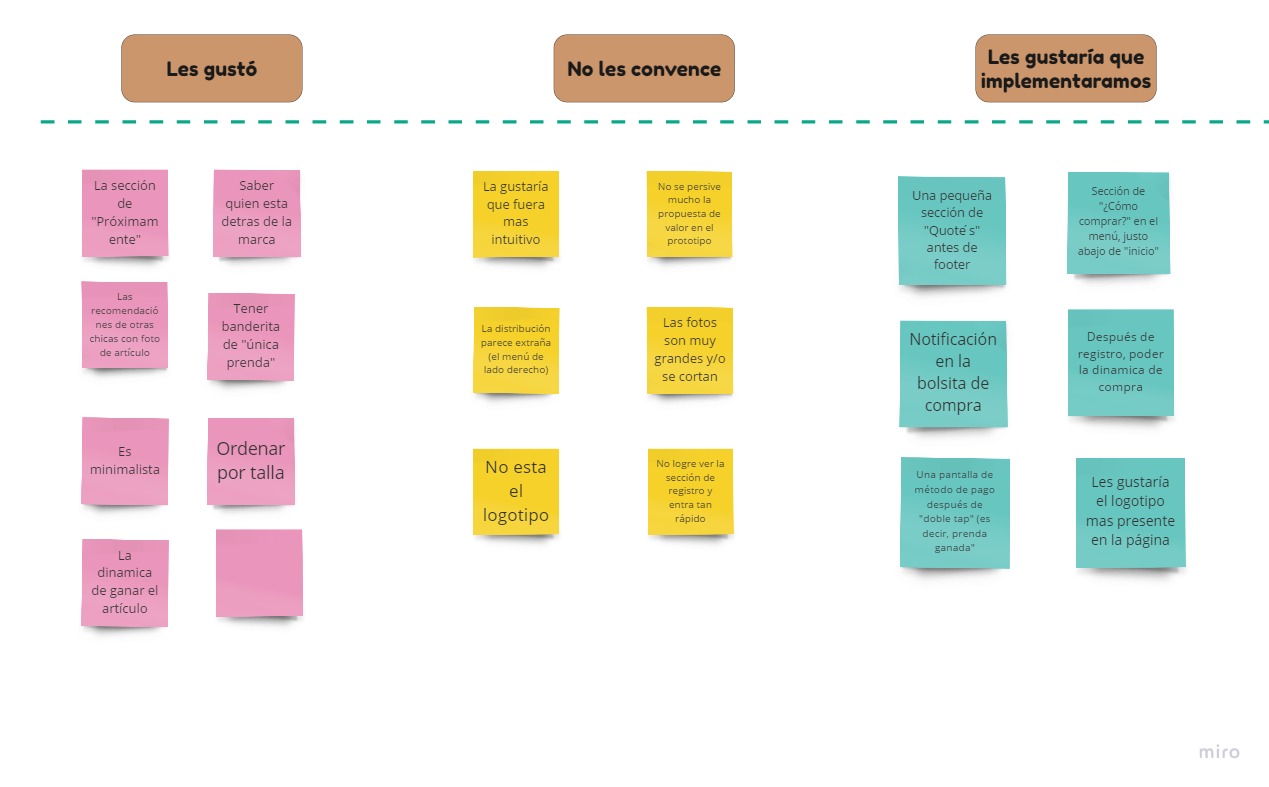 Les gustó
No les convence
Les gustaría que
implementaramos
La sección
de
"Próximam
ente"
Saber
quien esta
detras de la
marca
Las
recomendacio
nes de otras
chicas con foto
de artículo
Tener
banderita
de "única
prenda"
Es
minimalista
Ordenar
por talla
La
dinamica
de ganar el
artículo
La gustaría
que fuera
mas
intuitivo
No se persive
mucho la
propuesta de
valor en el
prototipo
La distribución
parece extraña
(el menú de
lado derecho)
Las fotos
son muy
grandes y/o
se cortan
No esta
el
logotipo
No logre ver la
sección de
registro y
entra tan
rápido
Una pequeña
sección de
"Quote ́s"
antes de
footer
Sección de
"¿Cómo
comprar?" en el
menú, justo
abajo de "inicio"
Notificación
en la
bolsita de
compra
Después de
registro, poder
la dinamica de
compra
Una pantalla de
método de pago
después de
"doble tap" (es
decir, prenda
ganada"
Les gustaría
el logotipo
mas presente
en la página
miro